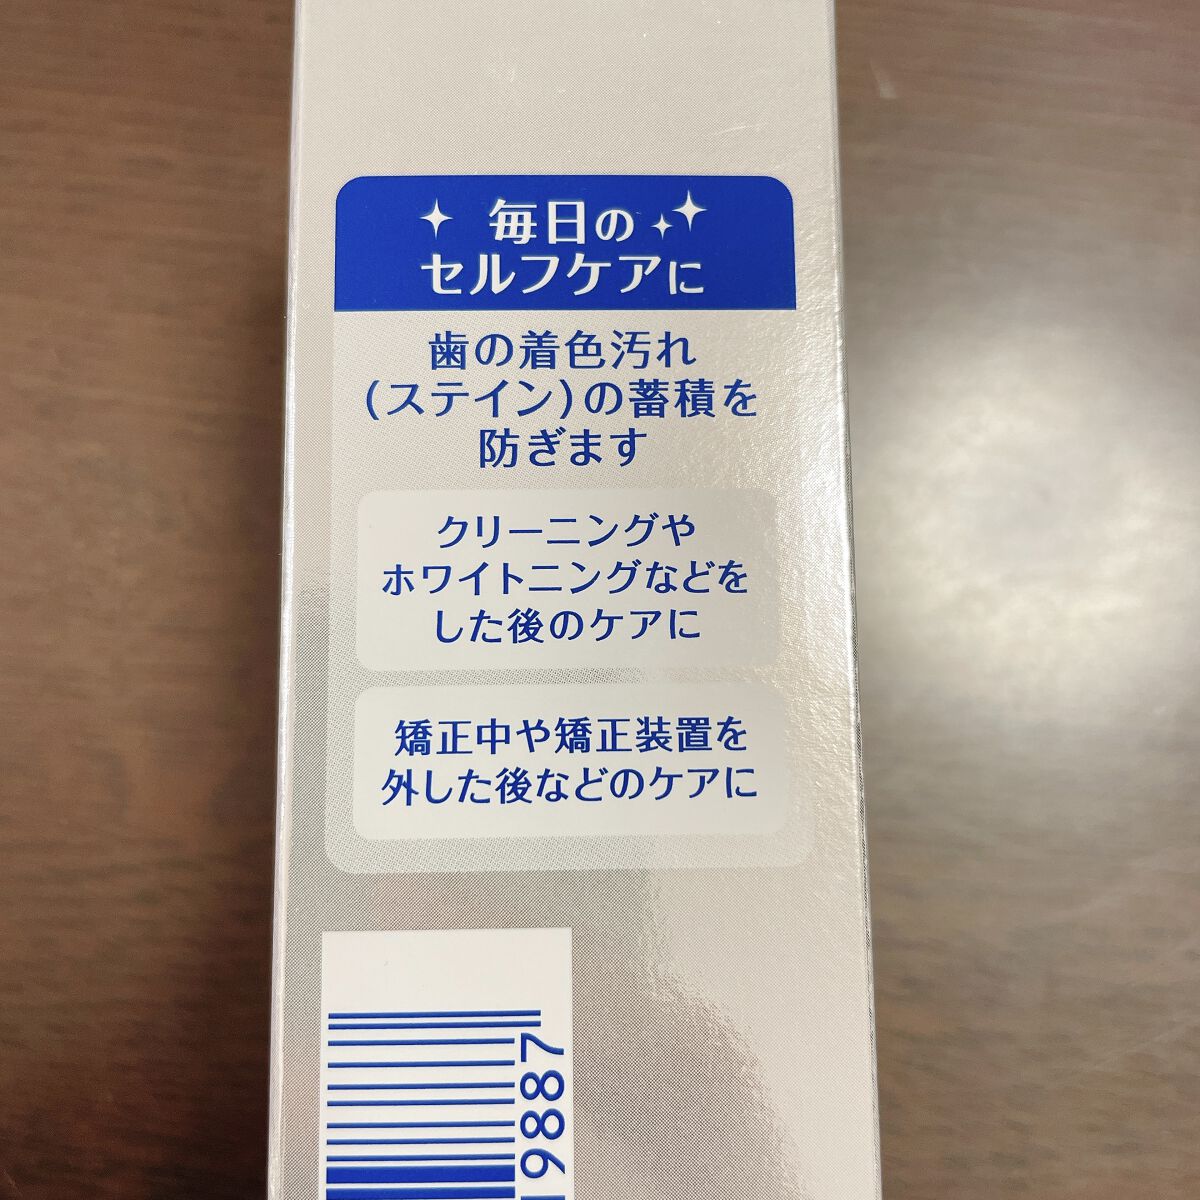 毎日の
セルフケアに
歯の着色汚れ
(ステイン)の蓄積を
防ぎます
クリーニングや
ホワイトニングなどを
した後のケアに
矯正中や矯正装置を
外した後などのケアに
19887